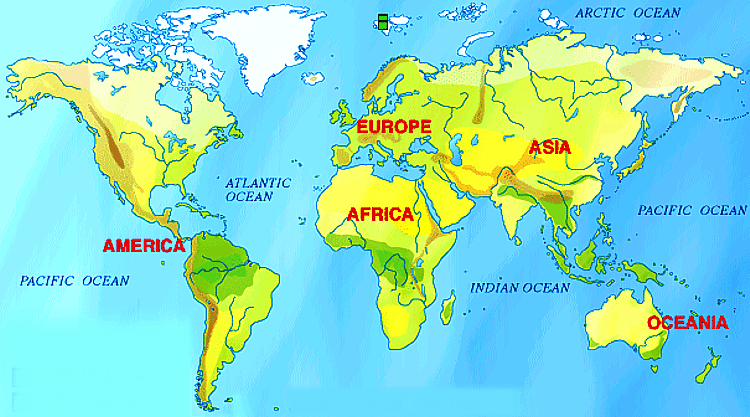 ARCTIC OCEAN
EUROPE
ASIA
ATLANTIC
OCEAN
AFRICA
PACIFIC OCEAN
AMERICA
PACIFIC OCEAN
INDIAN OCEAN
OCEANIA